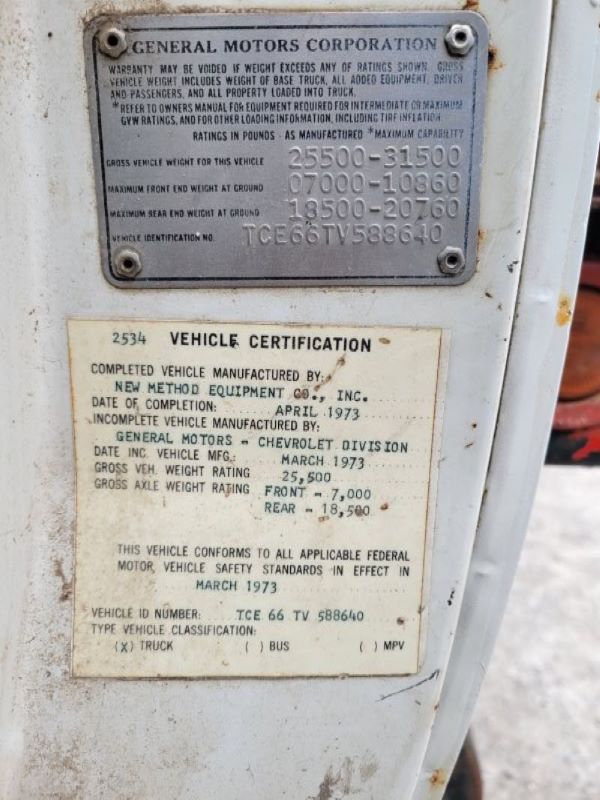 GENERAL MOTORS CORPORATION
WARRANTY MAY BE VOIDED IF WEIGHT EXCEEDS ANY OF RATINGS SHOWN. GROSS
VEHICLE WEIGHT INCLUDES WEIGHT OF BASE TRUCK, ALL ADDED EQUIPMENT, DRIVER
AND PASSENGERS, AND ALL PROPERTY LOADED INTO TRUCK.
*REFER TO OWNERS MANUAL FOR EQUIPMENT REQUIRED FOR INTERMEDIATE OR MAXIMUM
GVW RATINGS, AND FOR OTHER LOADING INFORMATION, INCLUDING TIRE INFLATION.
RATINGS IN POUNDS - AS MANUFACTURED *MAXIMUM CAPABILITY
GROSS VEHICLE WEIGHT FOR THIS VEHICLE 25500-31500
MAXIMUM FRONT END WEIGHT AT GROUND 07000-10860
MAXIMUM REAR END WEIGHT AT GROUND 18500-20760
VEHICLE IDENTIFICATION NO. TCE66TV588640
2534 VEHICLE CERTIFICATION
COMPLETED VEHICLE MANUFACTURED BY:
NEW METHOD EQUIPMENT CO., INC.
DATE OF COMPLETION: APRIL 1973
INCOMPLETE VEHICLE MANUFACTURED BY:
GENERAL MOTORS - CHEVROLET DIVISION
DATE INC. VEHICLE MFG.: MARCH 1973
GROSS VEH. WEIGHT RATING 25,500
GROSS AXLE WEIGHT RATING FRONT - 7,000
REAR - 18,500
THIS VEHICLE CONFORMS TO ALL APPLICABLE FEDERAL
MOTOR VEHICLE SAFETY STANDARDS IN EFFECT IN
MARCH 1973
VEHICLE ID NUMBER: TCE 66 TV 588640
TYPE VEHICLE CLASSIFICATION:
(X) TRUCK ( ) BUS ( ) MPV